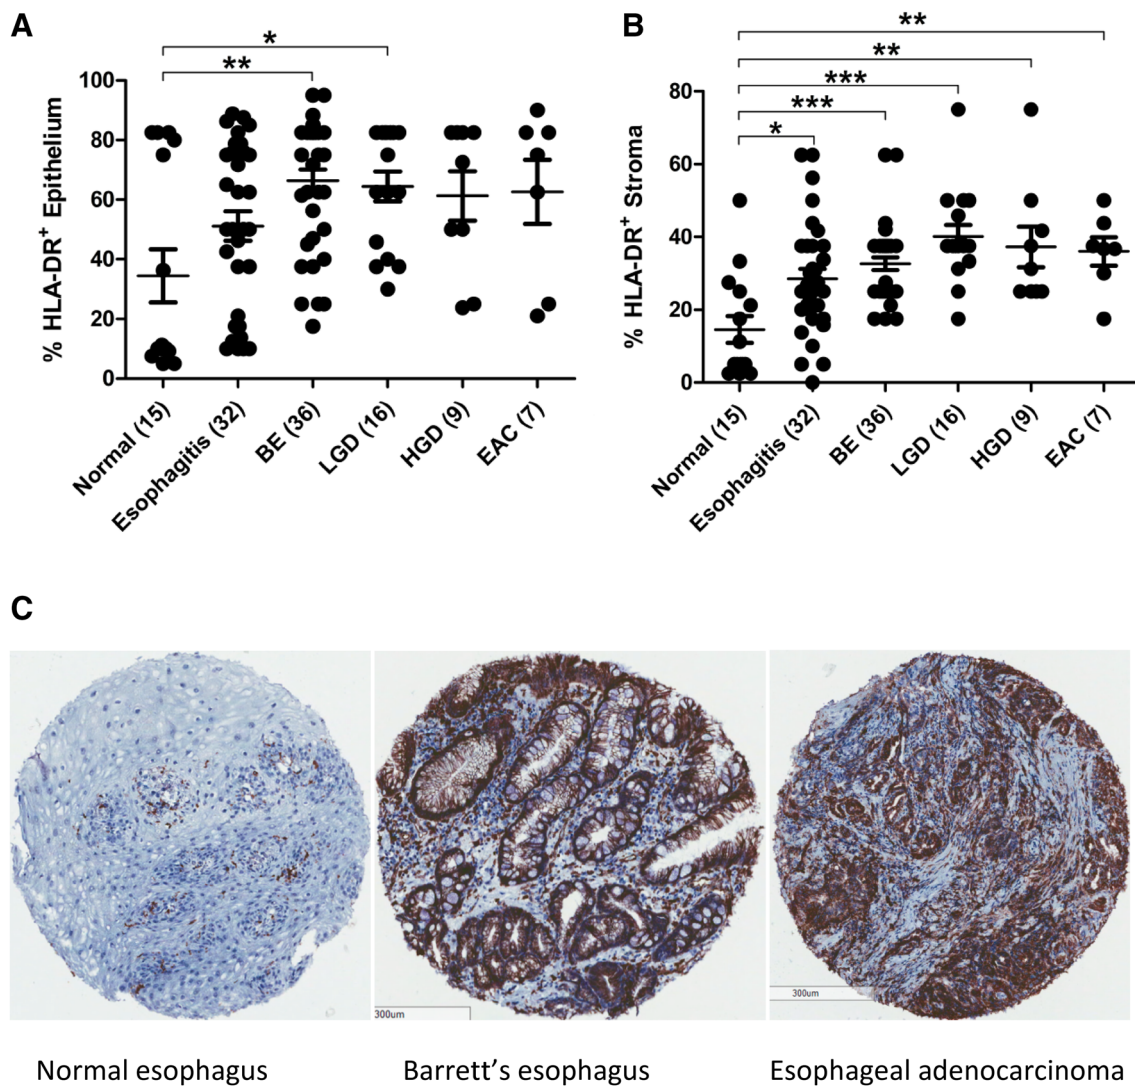 A
*
**
100
80
60
40
20
0
% HLA-DR+ Epithelium
Normal (15)
Esophagitis (32)
BE (36)
LGD (16)
HGD (9)
EAC (7)
B
**
**
***
***
*
80
60
40
20
0
% HLA-DR+ Stroma
Normal (15)
Esophagitis (32)
BE (36)
LGD (16)
HGD (9)
EAC (7)
C
300um
300um
Normal esophagus
Barrett’s esophagus
Esophageal adenocarcinoma